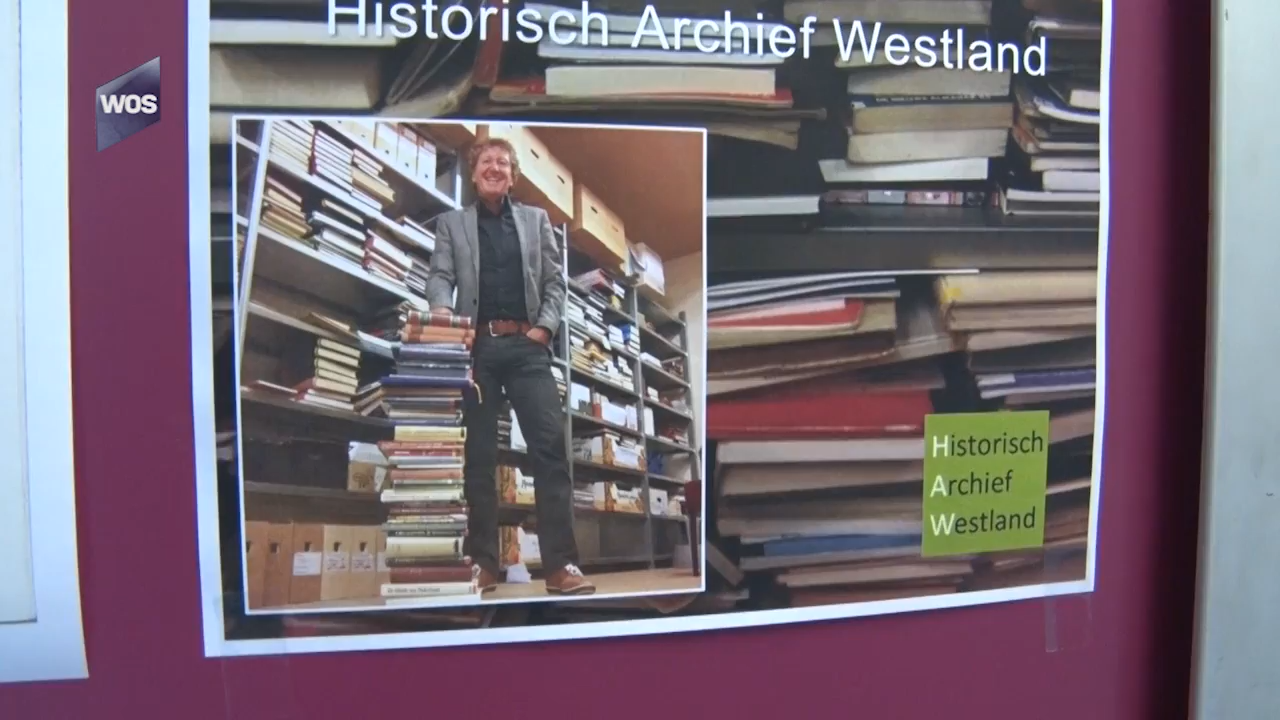 Historisch Archief Westland
WOS
Historisch
Archief
Westland